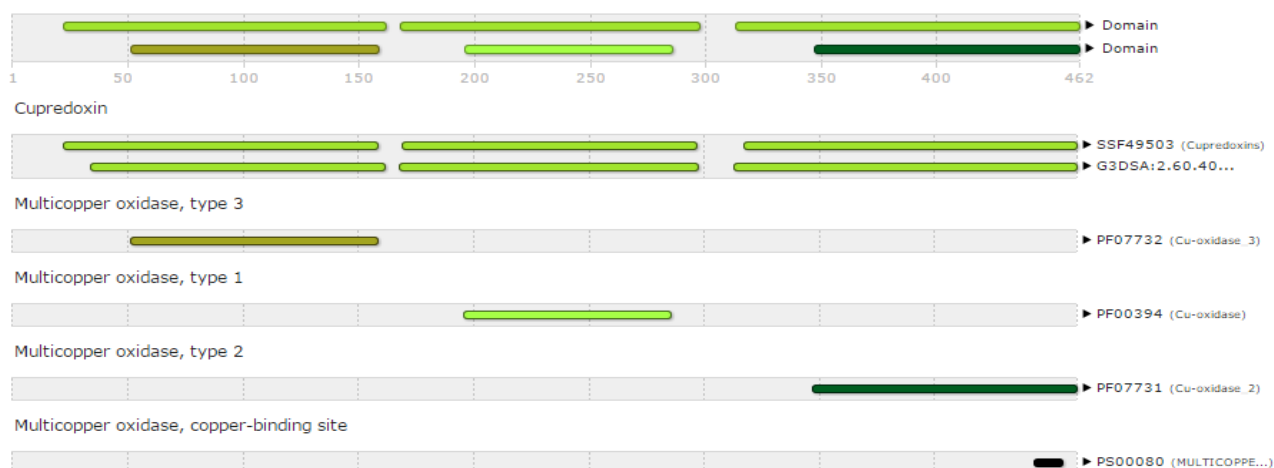 ► Domain
► Domain
1 50 100 150 200 250 300 350 400 462
Cupredoxin
► SSF49503 (Cupredoxins)
► G3DSA:2.60.40...
Multicopper oxidase, type 3
► PF07732 (Cu-oxidase_3)
Multicopper oxidase, type 1
► PF00394 (Cu-oxidase)
Multicopper oxidase, type 2
► PF07731 (Cu-oxidase_2)
Multicopper oxidase, copper-binding site
► PS00080 (MULTICOPPE...)